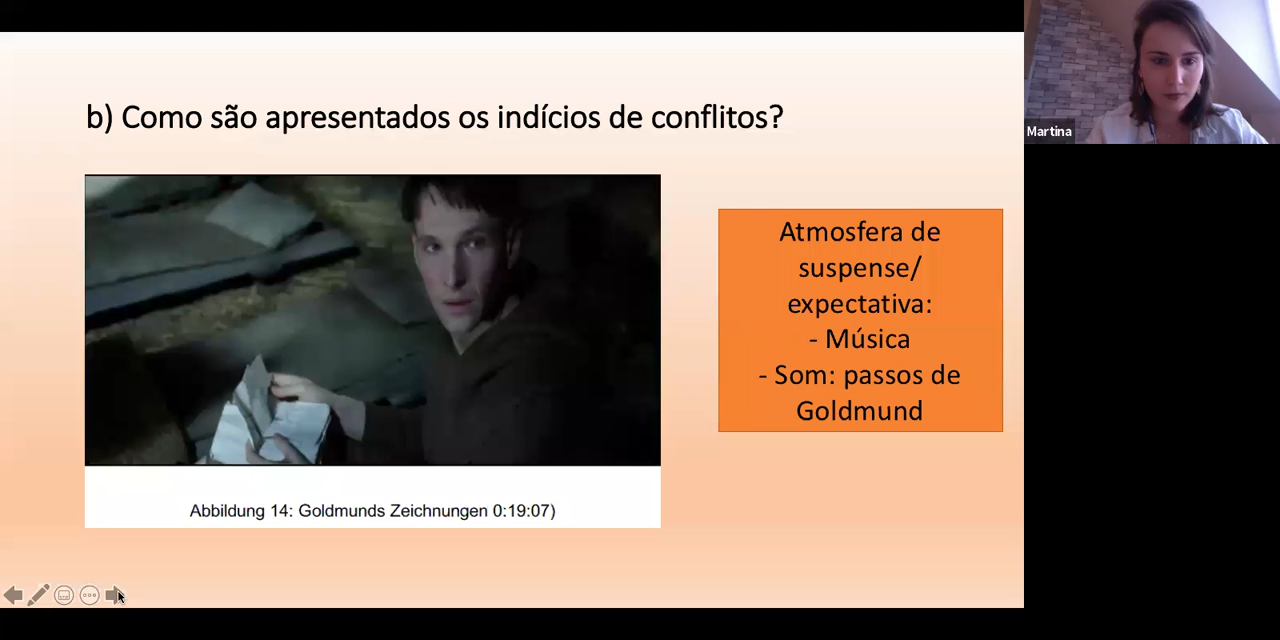 b) Como são apresentados os indícios de conflitos?
Martina
Atmosfera de
suspense/
expectativa:
- Música
- Som: passos de
Goldmund
Abbildung 14: Goldmunds Zeichnungen 0:19:07)